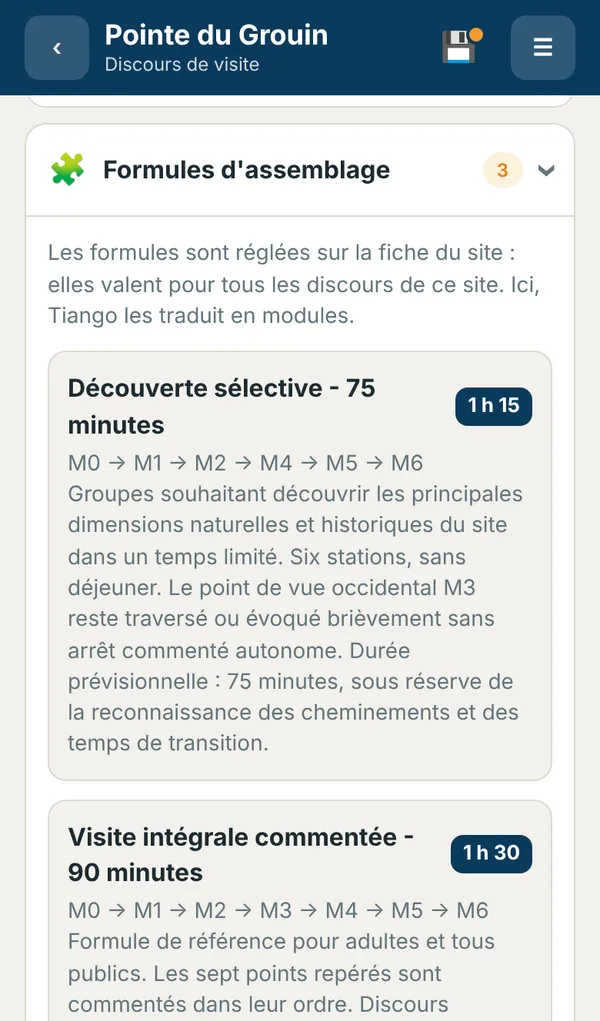 Pointe du Grouin
Discours de visite
Formules d'assemblage
3
Les formules sont réglées sur la fiche du site :
elles valent pour tous les discours de ce site. Ici,
Tiango les traduit en modules.
Découverte sélective - 75
minutes
1 h 15
M0 → M1 → M2 → M4 → M5 → M6
Groupes souhaitant découvrir les principales
dimensions naturelles et historiques du site
dans un temps limité. Six stations, sans
déjeuner. Le point de vue occidental M3
reste traversé ou évoqué brièvement sans
arrêt commenté autonome. Durée
prévisionnelle : 75 minutes, sous réserve de
la reconnaissance des cheminements et des
temps de transition.
Visite intégrale commentée -
90 minutes
1 h 30
M0 → M1 → M2 → M3 → M4 → M5 → M6
Formule de référence pour adultes et tous
publics. Les sept points repérés sont
commentés dans leur ordre. Discours